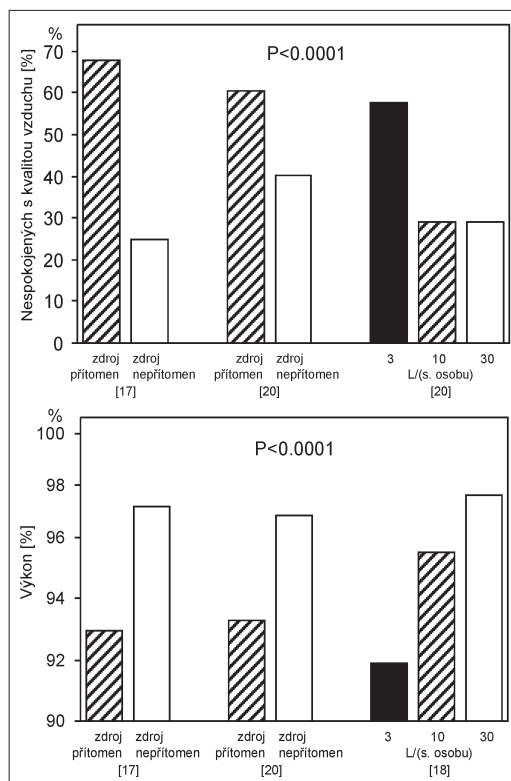 %
70
60
50
40
30
20
10
0
Nespokojených s kvalitou vzduchu [%]
P<0.0001
zdroj zdroj zdroj zdroj 3 10 30
přítomen nepřítomen přítomen nepřítomen L/(s. osobu)
[17] [20] [20]
%
100
98
96
94
92
90
Výkon [%]
P<0.0001
zdroj zdroj zdroj zdroj 3 10 30
přítomen nepřítomen přítomen nepřítomen L/(s. osobu)
[17] [20] [18]